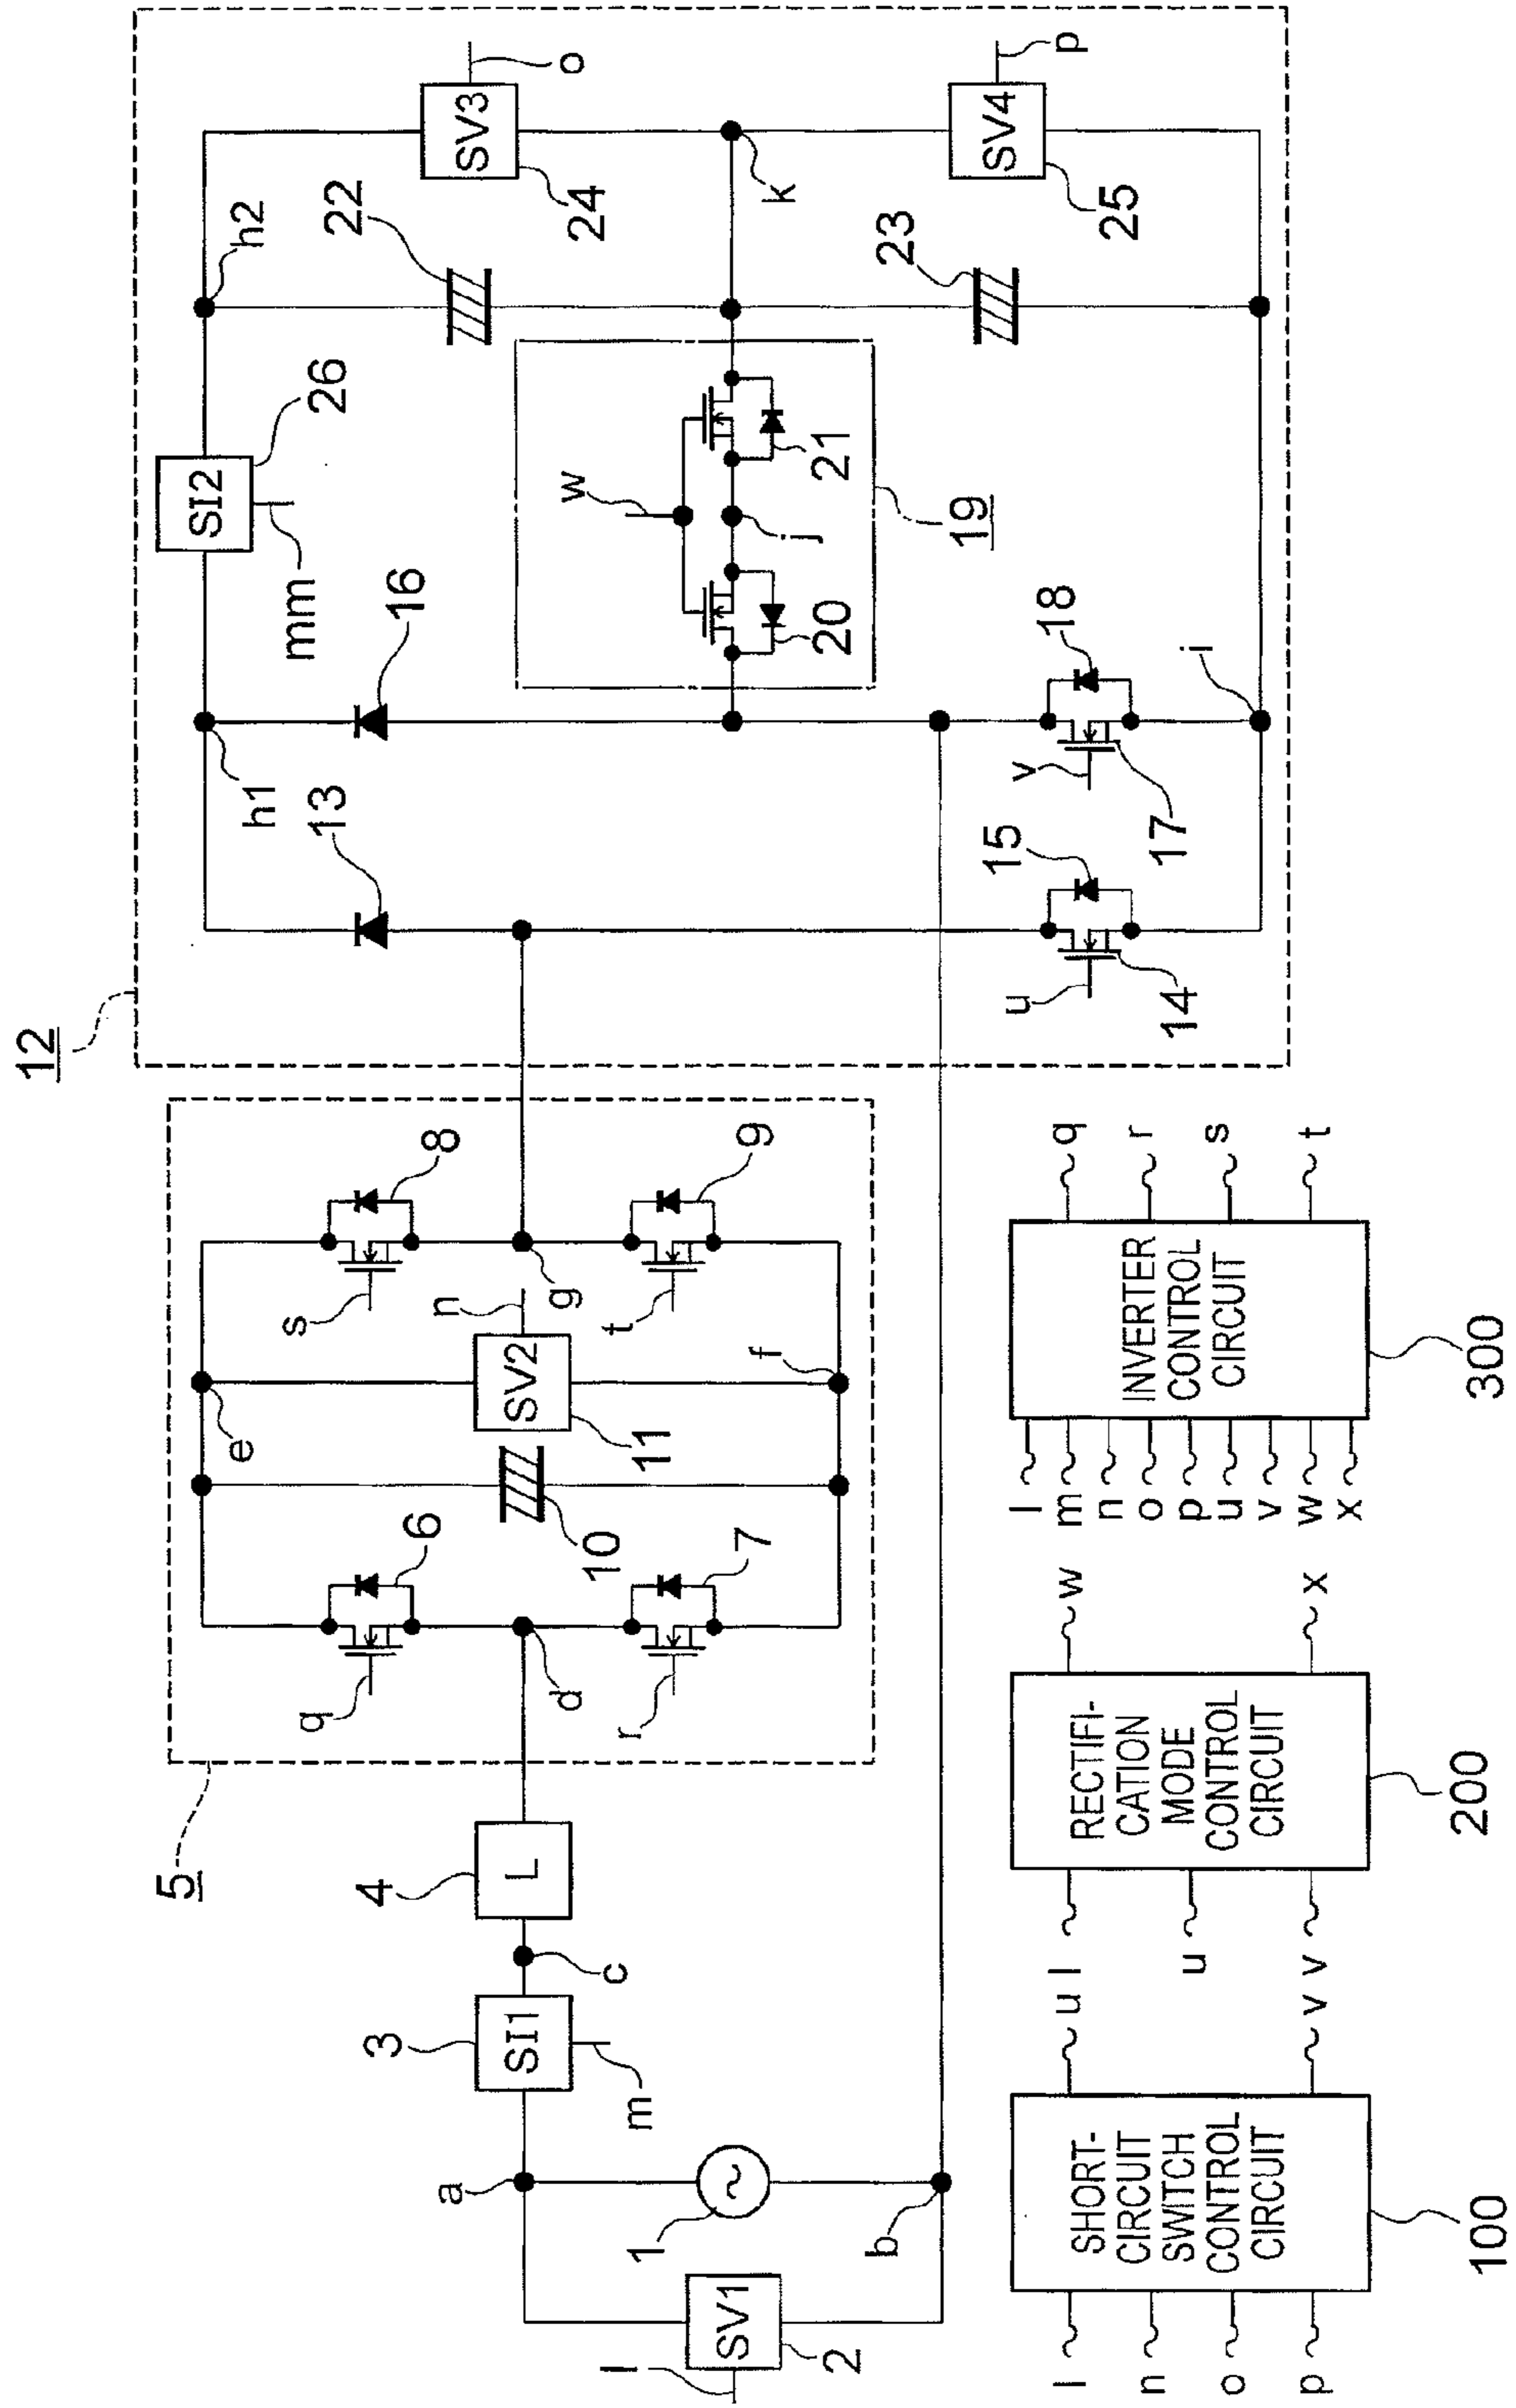 12
5
SV1
l
2
1
a
b
SI1
3
m
c
L
4
d
q
6
r
7
10
e
SV2
11
n
f
s
8
g
t
9
13
u
14
15
h1
16
v
17
18
i
SI2
26
mm
w
20
j
21
19
h2
22
23
SV3
24
o
k
SV4
25
p
l
n
o
p
SHORT-
CIRCUIT
SWITCH
CONTROL
CIRCUIT
100
u
v
l
u
v
RECTIFI-
CATION
MODE
CONTROL
CIRCUIT
200
w
x
l
m
n
o
p
u
v
w
x
INVERTER
CONTROL
CIRCUIT
300
q
r
s
t